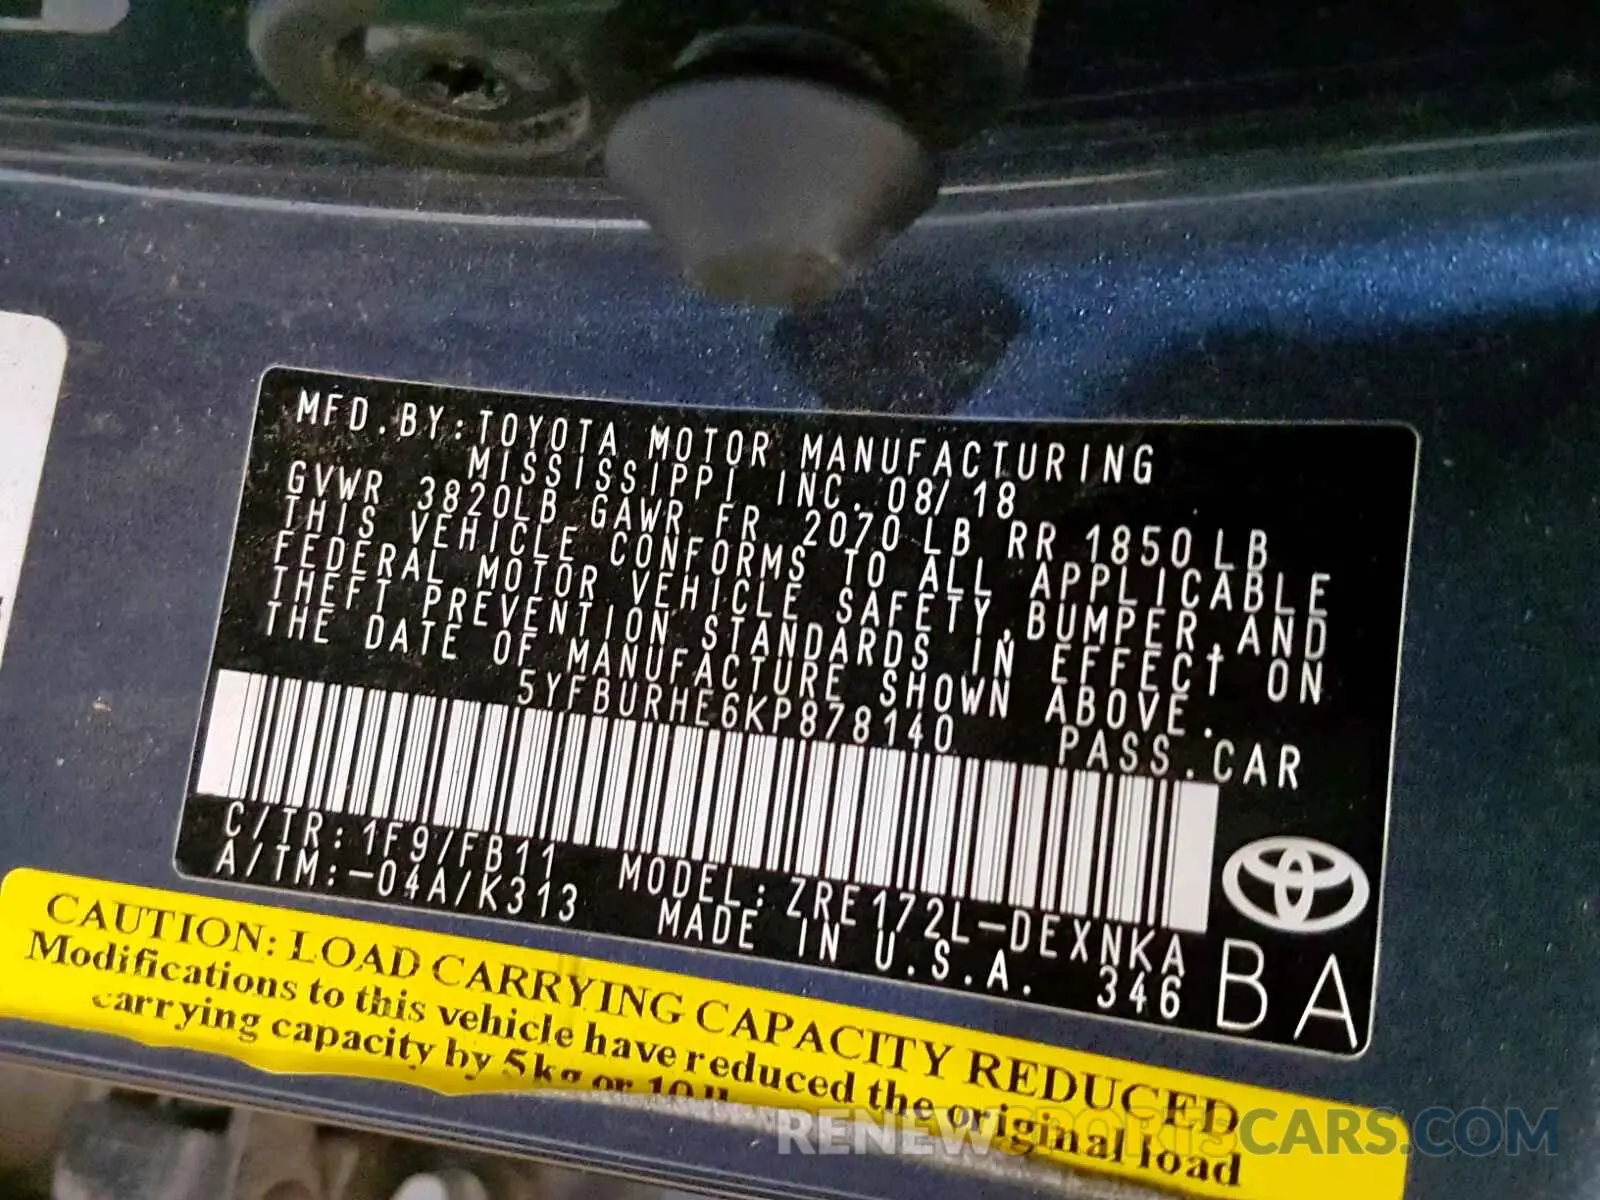 MFD.BY:TOYOTA MOTOR MANUFACTURING
MISSISSIPPI INC. 08/18
GVWR 3820LB GAWR FR 2070LB RR 1850LB
THIS VEHICLE CONFORMS TO ALL APPLICABLE
FEDERAL MOTOR VEHICLE SAFETY,BUMPER,AND
THEFT PREVENTION STANDARDS IN EFFECT ON
THE DATE OF MANUFACTURE SHOWN ABOVE.
5YFBURHE6KP878140 PASS.CAR
C/TR:1F9/FB11 MODEL:ZRE172L-DEXNKA
A/TM:-04A/K313 MADE IN U.S.A. 346
BA
CAUTION: LOAD CARRYING CAPACITY REDUCED
Modifications to this vehicle have reduced the original load
carrying capacity by 5kg or 10
RENEWSPORTSCARS.COM